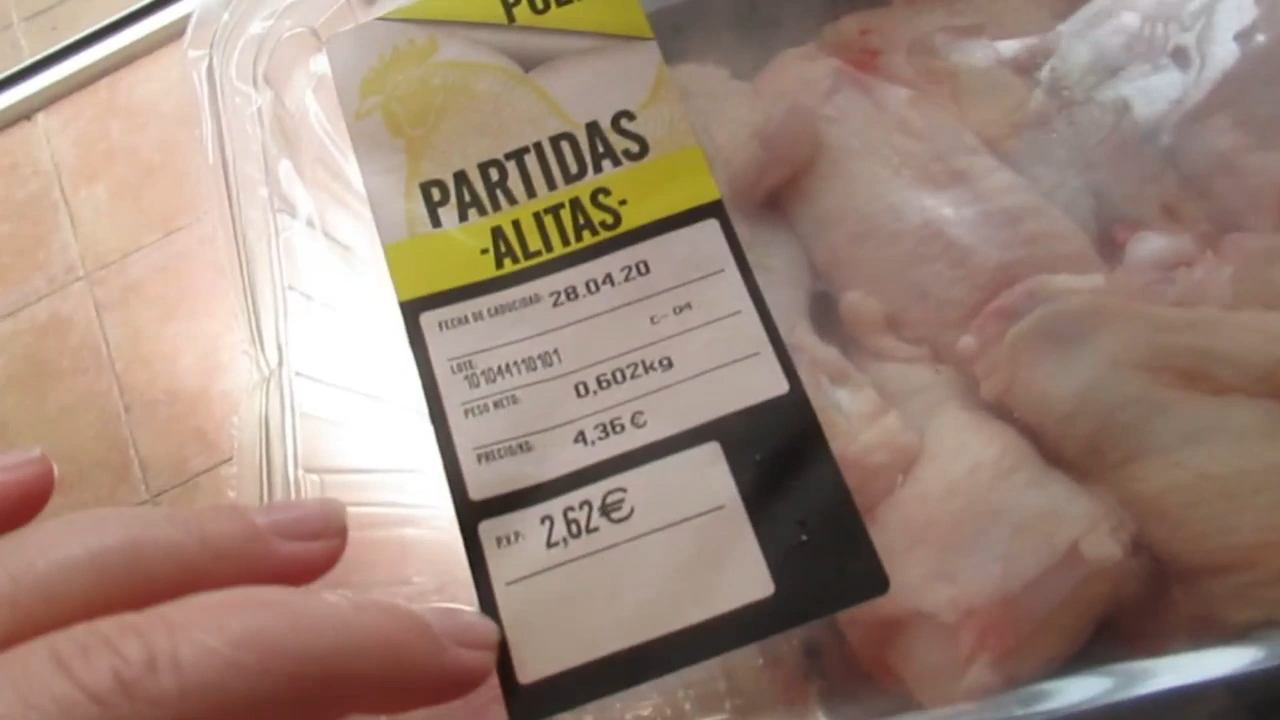 PARTIDAS
-ALITAS-
FECHA DE CADUCIDAD: 28.04.20
C-04
LOTE:
101044110101
PESO NETO: 0,602kg
PRECIO/KG: 4,36 €
P.V.P: 2,62€